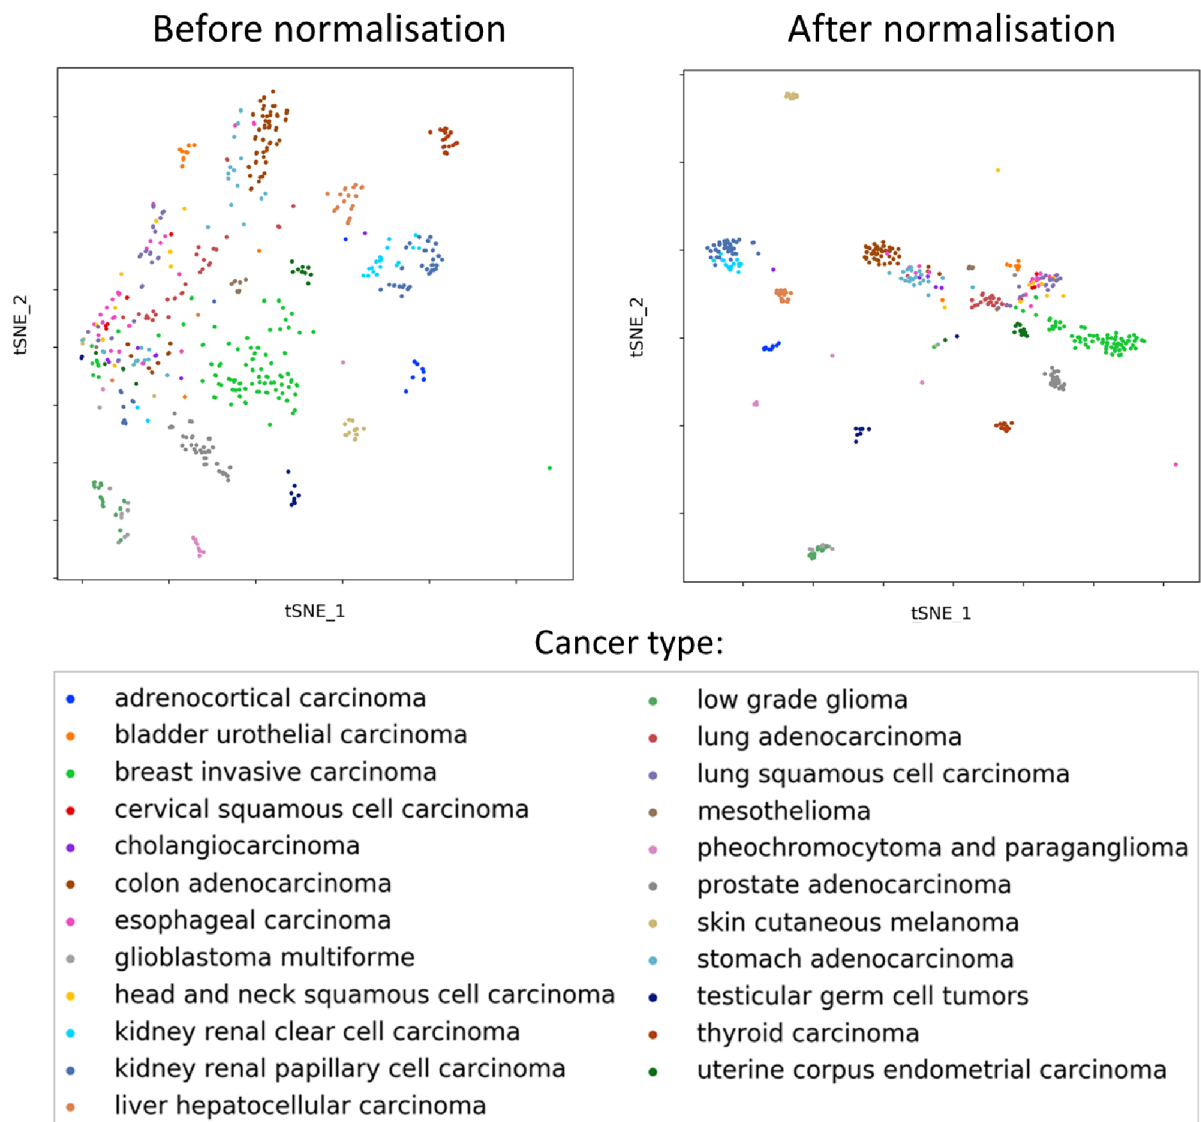 Before normalisation
After normalisation
tSNE_2
tSNE_1
tSNE_2
tSNE_1
Cancer type:
adrenocortical carcinoma
bladder urothelial carcinoma
breast invasive carcinoma
cervical squamous cell carcinoma
cholangiocarcinoma
colon adenocarcinoma
esophageal carcinoma
glioblastoma multiforme
head and neck squamous cell carcinoma
kidney renal clear cell carcinoma
kidney renal papillary cell carcinoma
liver hepatocellular carcinoma
low grade glioma
lung adenocarcinoma
lung squamous cell carcinoma
mesothelioma
pheochromocytoma and paraganglioma
prostate adenocarcinoma
skin cutaneous melanoma
stomach adenocarcinoma
testicular germ cell tumors
thyroid carcinoma
uterine corpus endometrial carcinoma